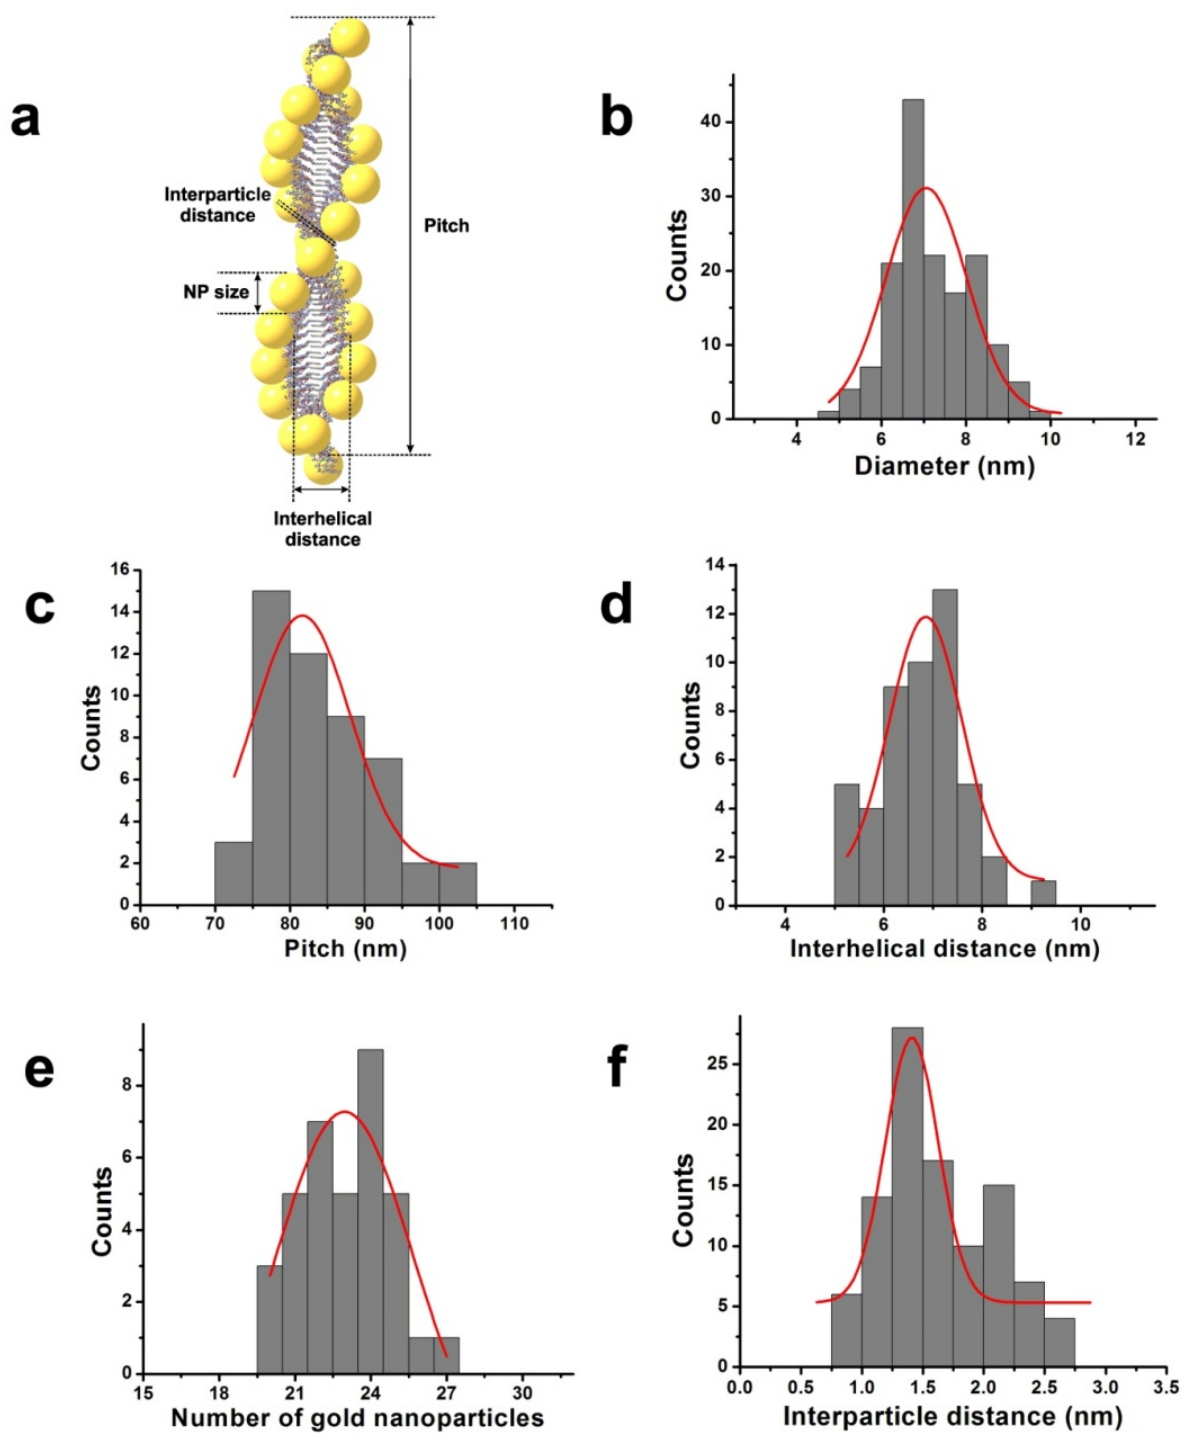 a
Interparticle
distance
Pitch
NP size
Interhelical
distance
b
40
30
20
10
0
Counts
4 6 8 10 12
Diameter (nm)
c
16
14
12
10
8
6
4
2
0
Counts
60 70 80 90 100 110
Pitch (nm)
d
14
12
10
8
6
4
2
0
Counts
4 6 8 10
Interhelical distance (nm)
e
8
6
4
2
0
Counts
15 18 21 24 27 30
Number of gold nanoparticles
f
25
20
15
10
5
0
Counts
0.0 0.5 1.0 1.5 2.0 2.5 3.0 3.5
Interparticle distance (nm)